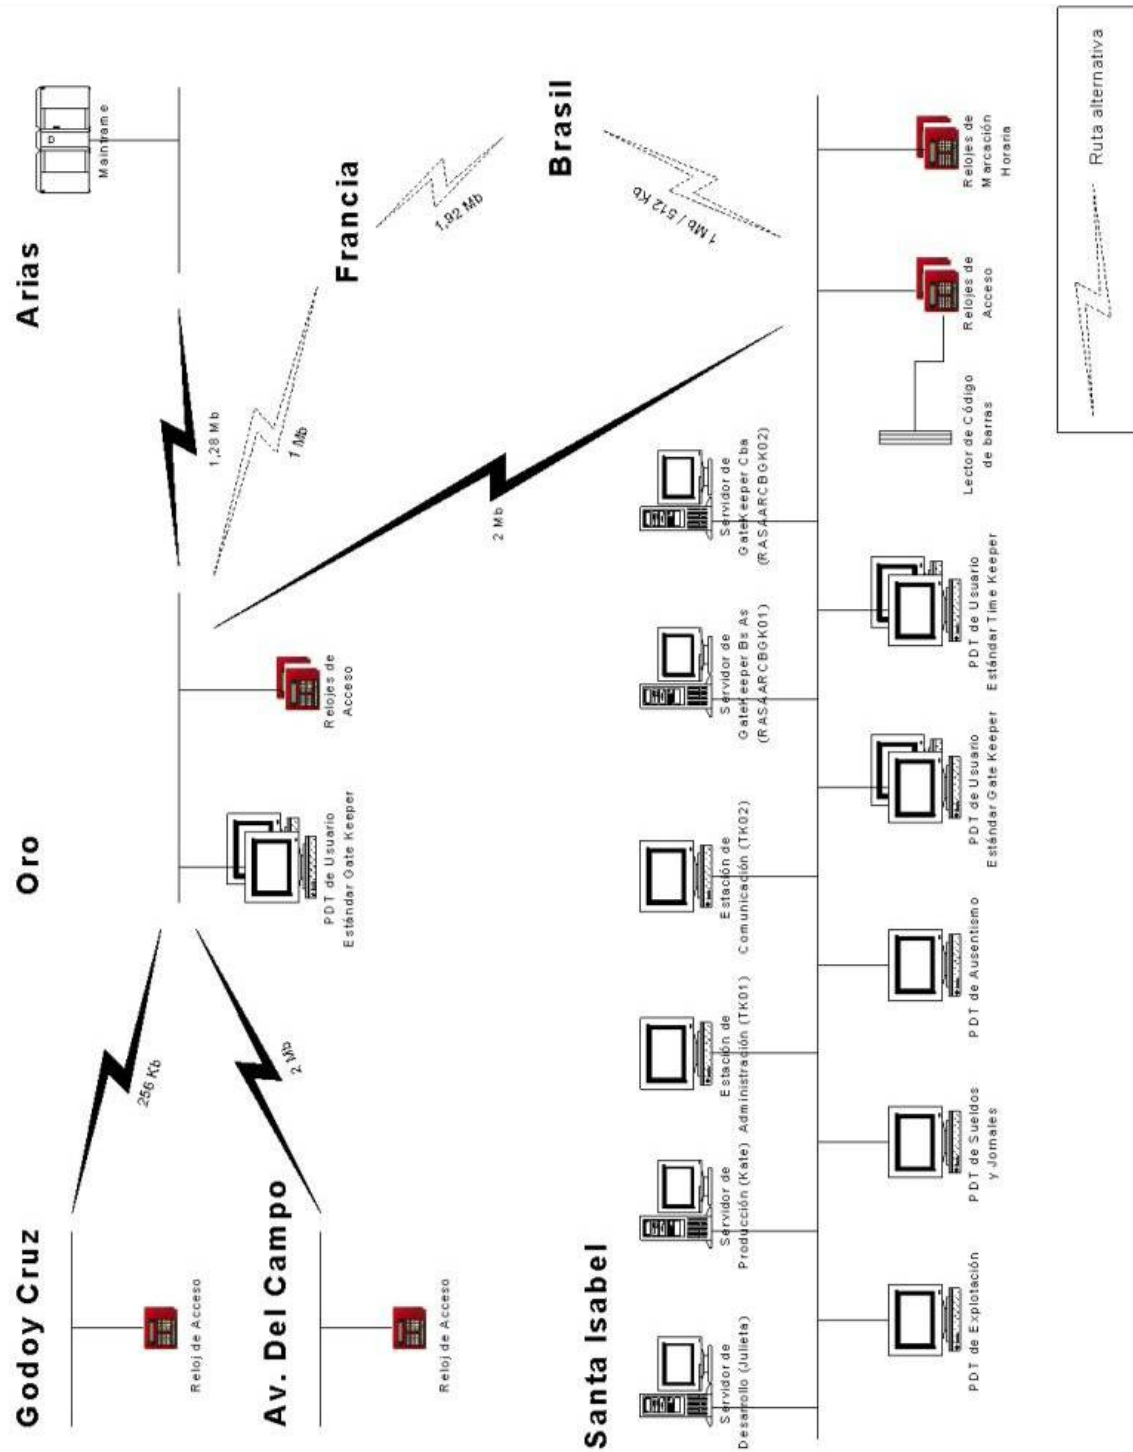 Godoy Cruz
Reloj de Acceso
256 Kb
Av. Del Campo
Reloj de Acceso
2 Mb
Oro
PDT de Usuario
Estándar Gate Keeper
Relojes de
Acceso
Arias
Mainframe
1,28 Mb
1 Mb
Francia
1,92 Mb
Brasil
1 Mb / 512 Kb
2 Mb
Santa Isabel
Servidor de
Desarrollo (Julieta)
Servidor de
Producción (Kate)
Estación de
Administración (TK01)
Estación de
Comunicación (TK02)
Servidor de
GateKeeper Bs As
(RASAARCBGK01)
Servidor de
GateKeeper Cba
(RASAARCBGK02)
PDT de Explotación
PDT de Sueldos
y Jornales
PDT de Ausentismo
PDT de Usuario
Estándar Gate Keeper
PDT de Usuario
Estándar Time Keeper
Lector de Código
de barras
Relojes de
Acceso
Relojes de
Marcación
Horaria
Ruta alternativa